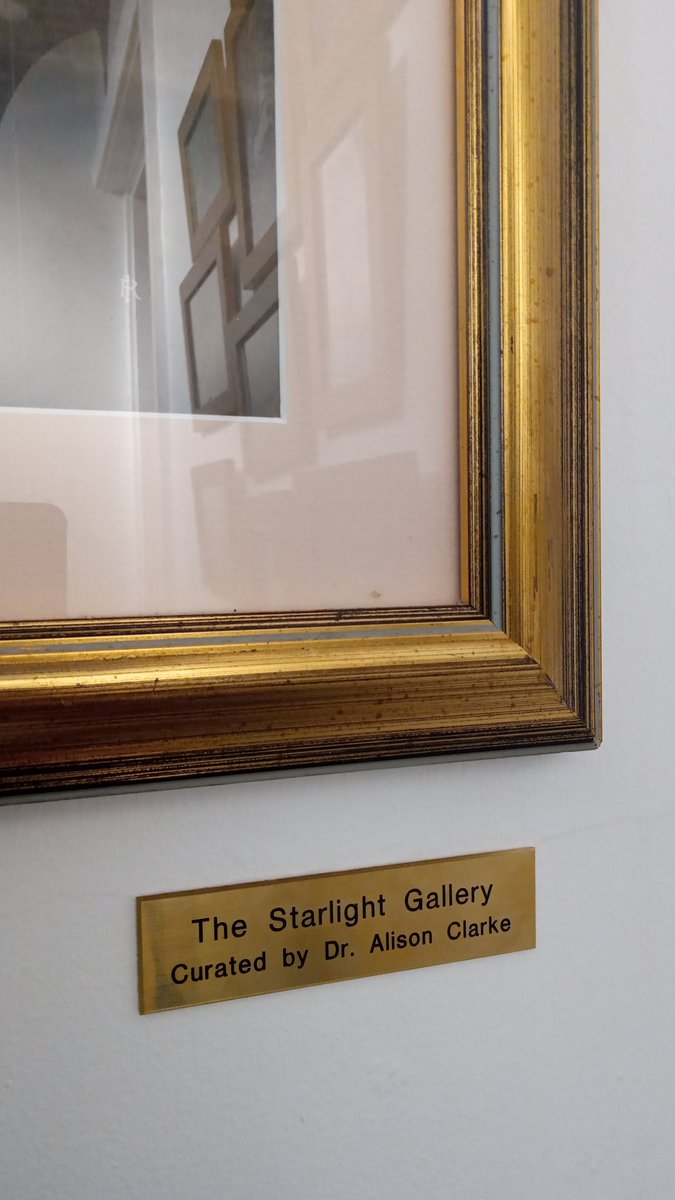 The Starlight Gallery
Curated by Dr. Alison Clarke